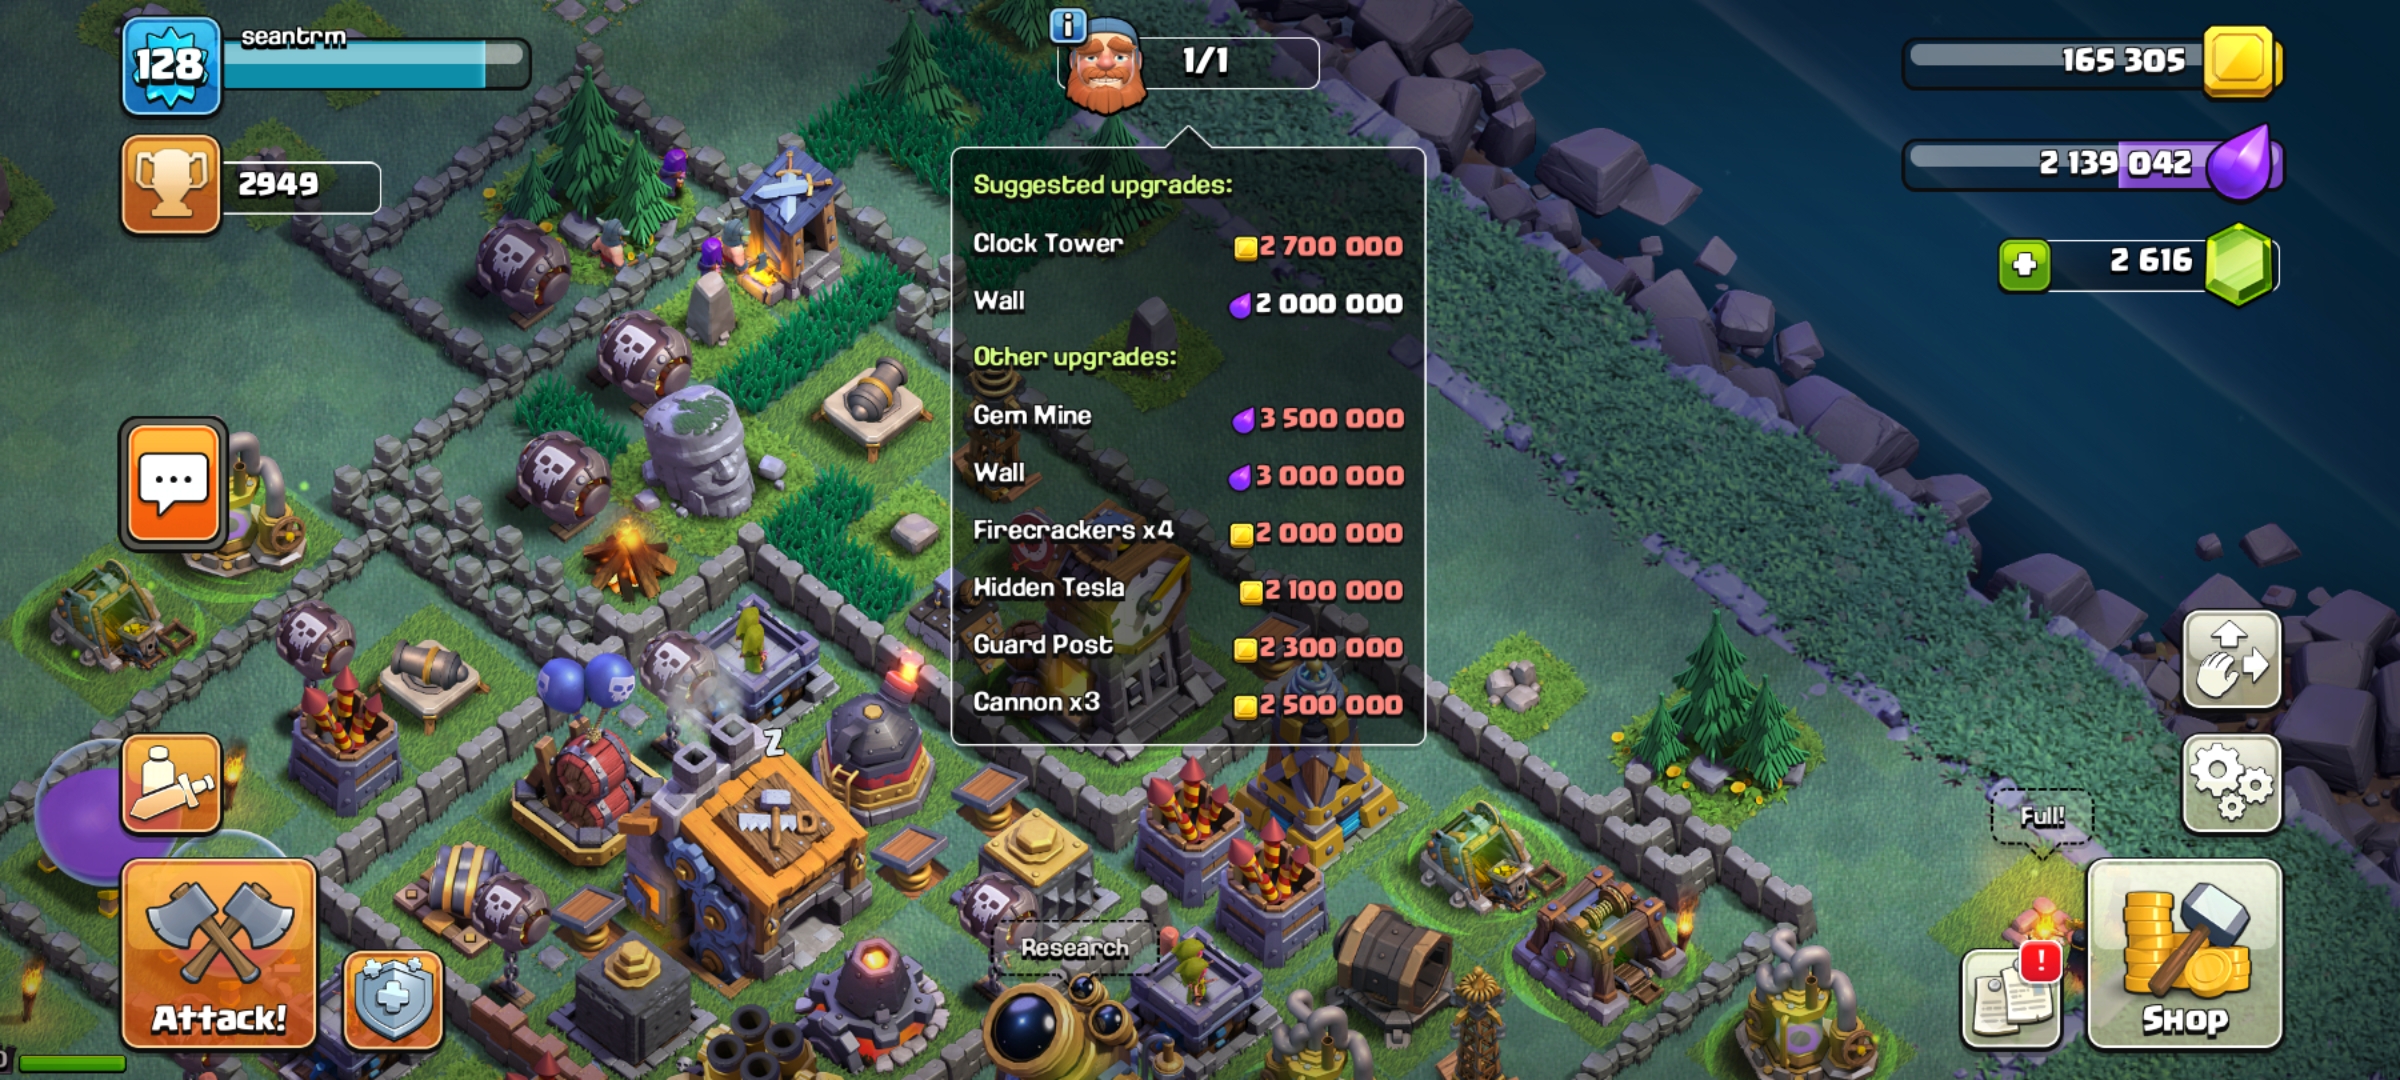 128
seantrm
i
1/1
165 305
2949
2 139 042
2 616
Suggested upgrades:
Clock Tower 2 700 000
Wall 2 000 000
Other upgrades:
Gem Mine 3 500 000
Wall 3 000 000
Firecrackers x4 2 000 000
Hidden Tesla 2 100 000
Guard Post 2 300 000
Cannon x3 2 500 000
Z
Full!
Research
!
Attack!
Shop